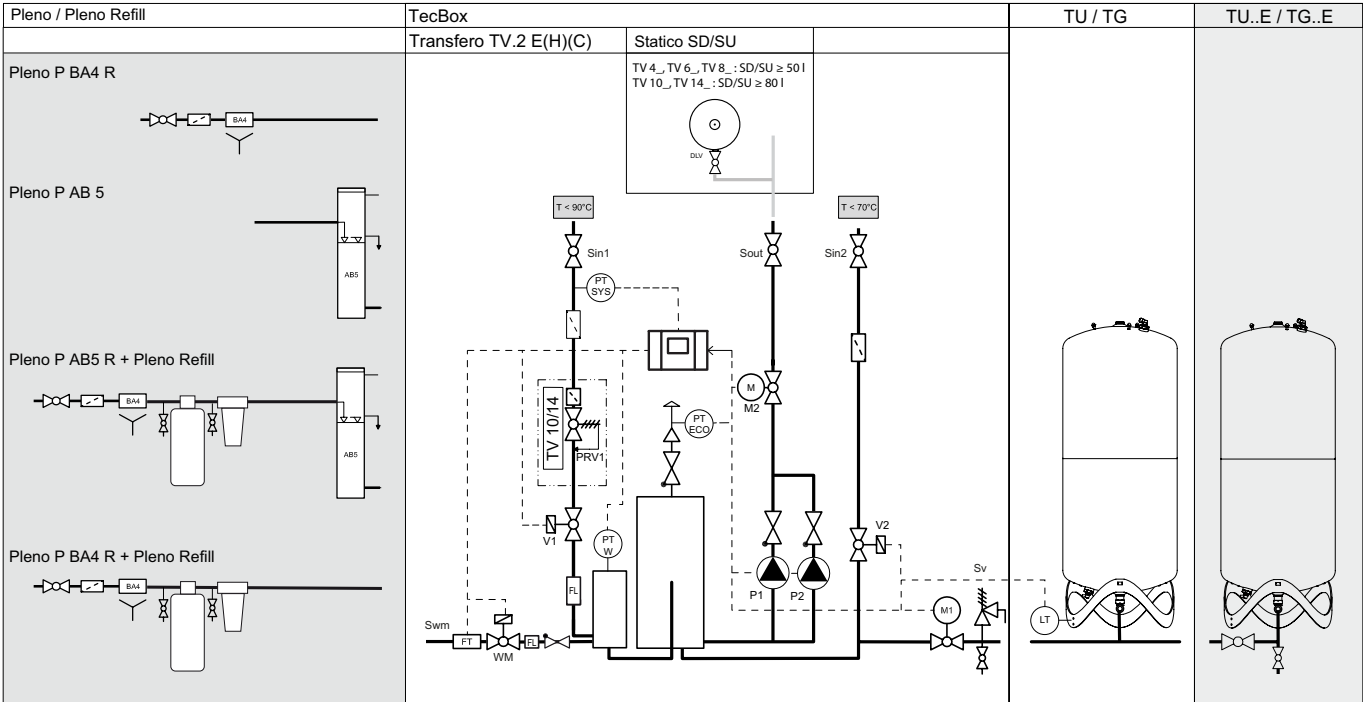 Pleno / Pleno Refill
TecBox
TU / TG
TU..E / TG..E
Transfero TV.2 E(H)(C)
Statico SD/SU
Pleno P BA4 R
BA4
Pleno P AB 5
AB5
Pleno P AB5 R + Pleno Refill
BA4
AB5
Pleno P BA4 R + Pleno Refill
BA4
TV 4_, TV 6_, TV 8_ : SD/SU ≥ 50 l
TV 10_, TV 14_ : SD/SU ≥ 80 l
DLV
T < 90°C
T < 70°C
Sin1
Sout
Sin2
PT
SYS
M
M2
PT
ECO
TV 10/14
PRV1
V1
PT
W
V2
FL
P1
P2
Swm
FT
WM
FL
M1
Sv
LT